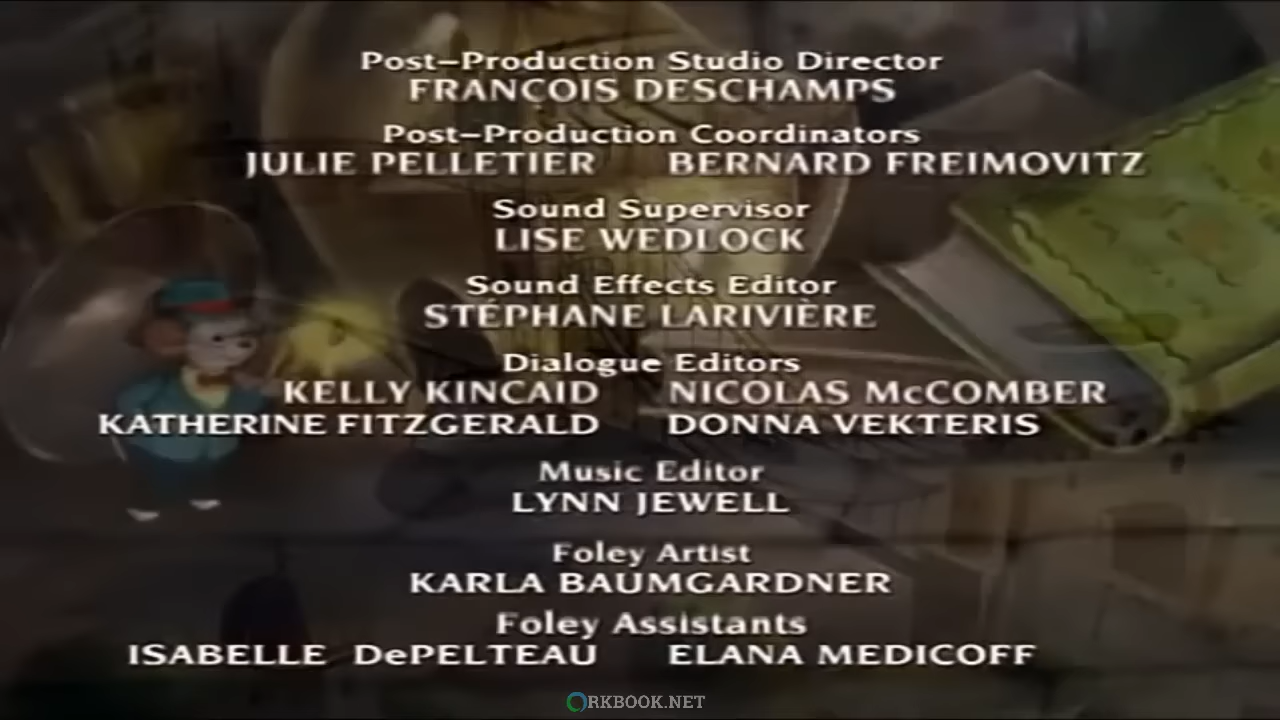 Post-Production Studio Director
FRANÇOIS DESCHAMPS
Post-Production Coordinators
JULIE PELLETIER BERNARD FREIMOVITZ
Sound Supervisor
LISE WEDLOCK
Sound Effects Editor
STÉPHANE LARIVIÈRE
Dialogue Editors
KELLY KINCAID NICOLAS McCOMBER
KATHERINE FITZGERALD DONNA VEKTERIS
Music Editor
LYNN JEWELL
Foley Artist
KARLA BAUMGARDNER
Foley Assistants
ISABELLE DePELTEAU ELANA MEDICOFF
ORKBOOK.NET